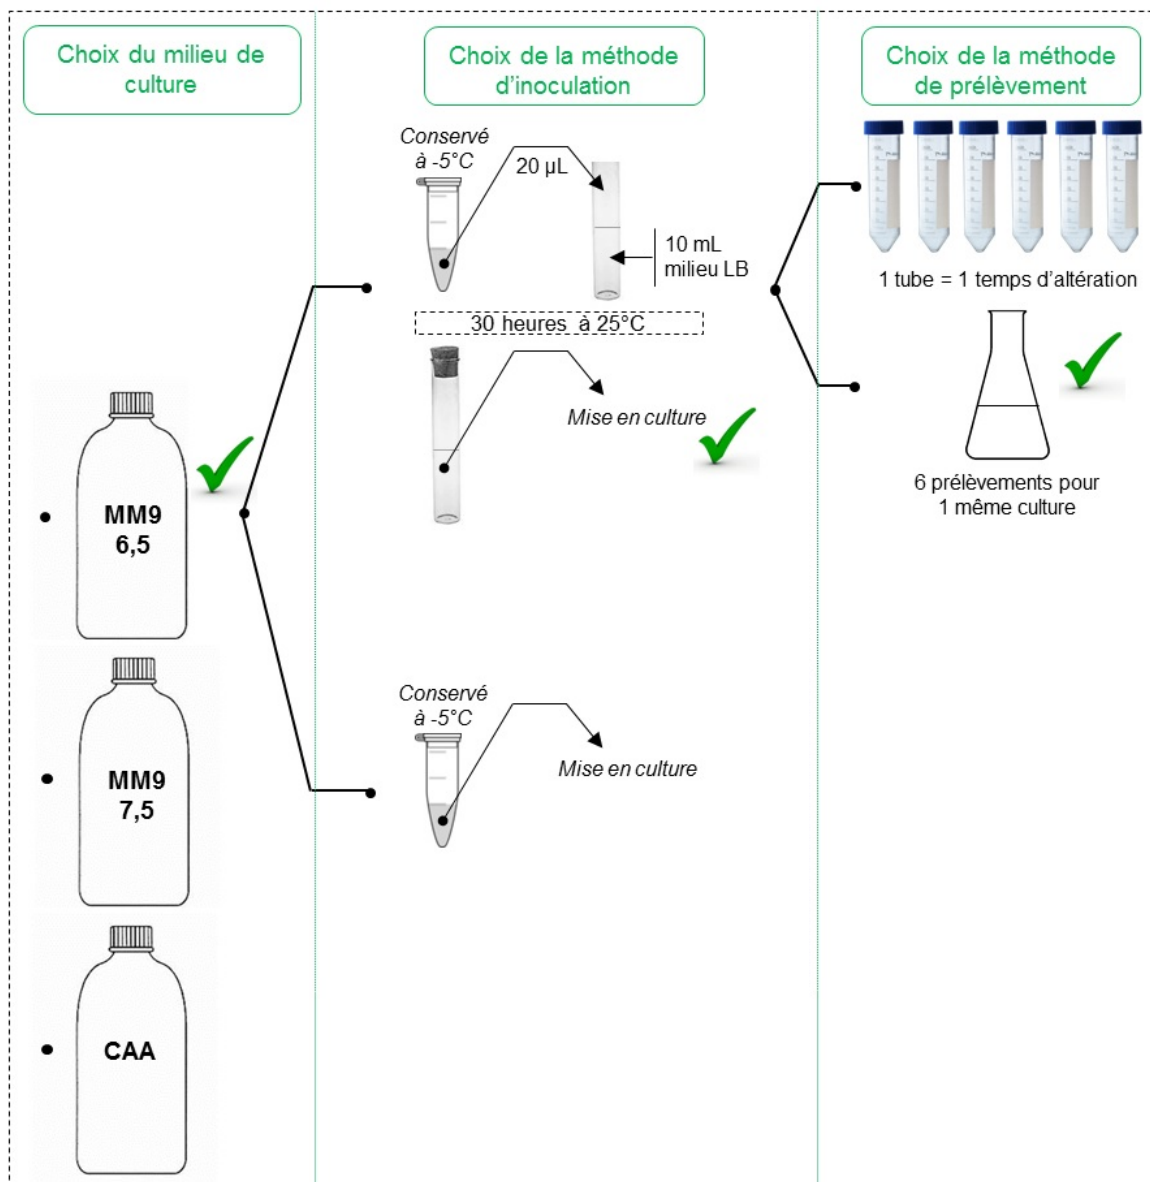 Choix du milieu de
culture
Choix de la méthode
d'inoculation
Choix de la méthode
de prélèvement
MM9
6,5
MM9
7,5
CAA
Conservé
à -5°C
20 µL
10 mL
milieu LB
30 heures à 25°C
Mise en culture
Conservé
à -5°C
Mise en culture
1 tube = 1 temps d'altération
6 prélèvements pour
1 même culture